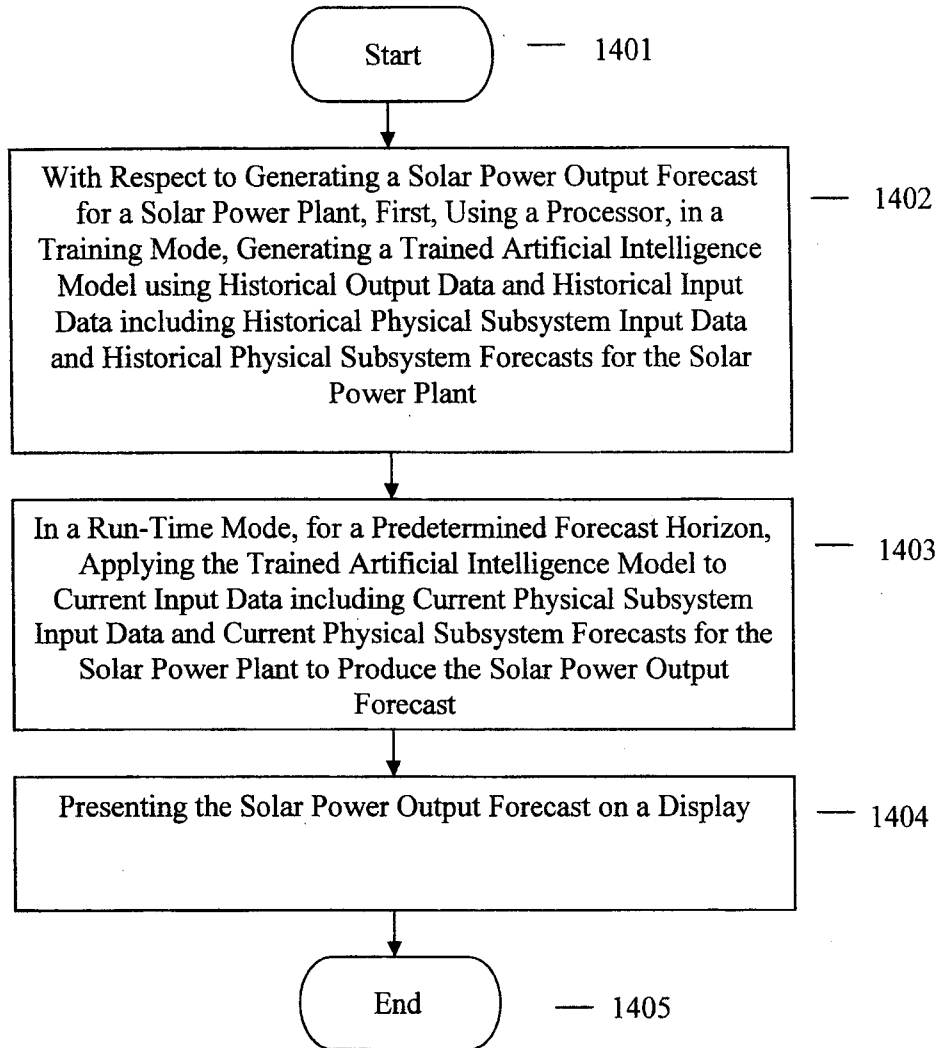 Start
1401
With Respect to Generating a Solar Power Output Forecast
for a Solar Power Plant, First, Using a Processor, in a
Training Mode, Generating a Trained Artificial Intelligence
Model using Historical Output Data and Historical Input
Data including Historical Physical Subsystem Input Data
and Historical Physical Subsystem Forecasts for the Solar
Power Plant
1402
In a Run-Time Mode, for a Predetermined Forecast Horizon,
Applying the Trained Artificial Intelligence Model to
Current Input Data including Current Physical Subsystem
Input Data and Current Physical Subsystem Forecasts for the
Solar Power Plant to Produce the Solar Power Output
Forecast
1403
Presenting the Solar Power Output Forecast on a Display
1404
End
1405